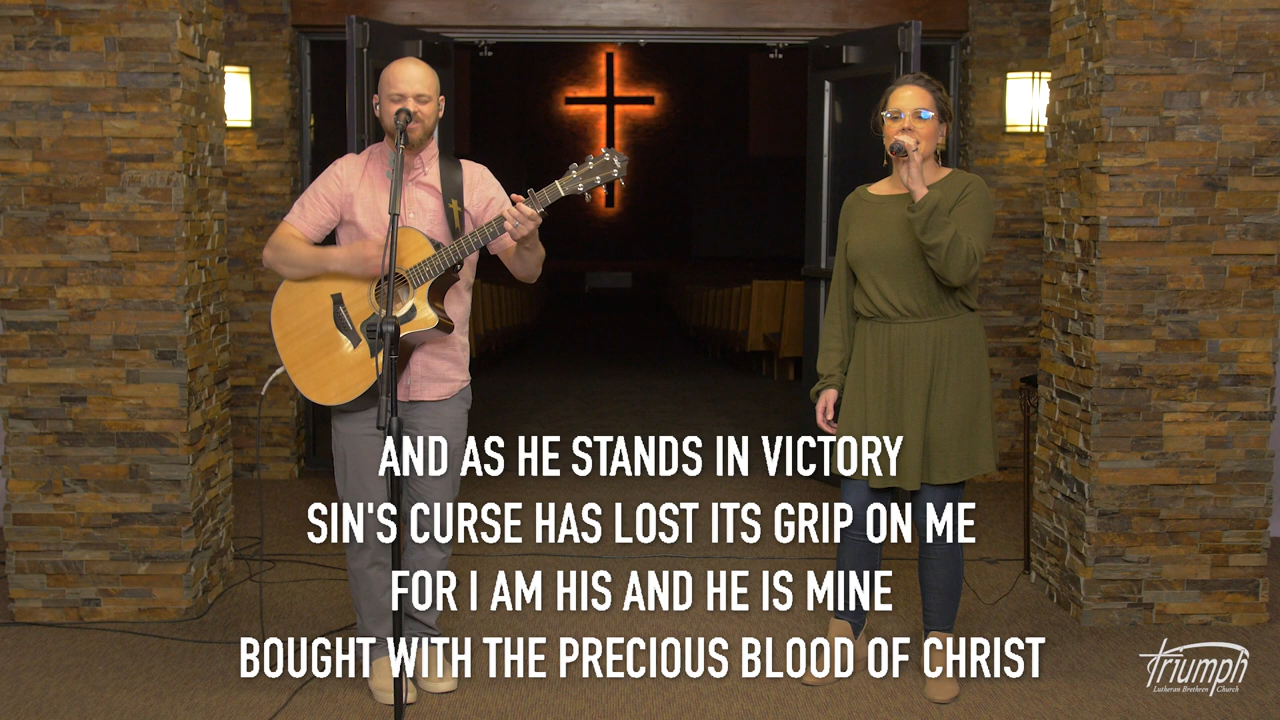 AND AS HE STANDS IN VICTORY
SIN'S CURSE HAS LOST ITS GRIP ON ME
FOR I AM HIS AND HE IS MINE
BOUGHT WITH THE PRECIOUS BLOOD OF CHRIST
Triumph
Lutheran Brethren Church